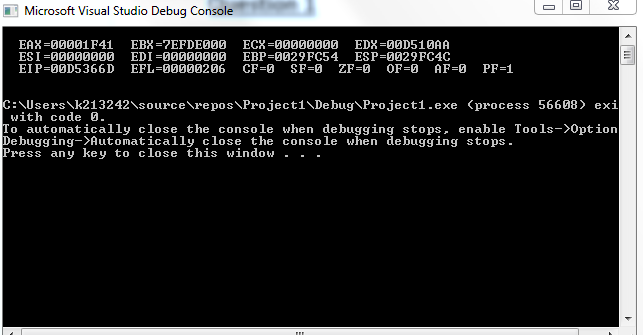 Question 1
Microsoft Visual Studio Debug Console
EAX=00001F41 EBX=7EFDE000 ECX=00000000 EDX=00D510AA
ESI=00000000 EDI=00000000 EBP=0029FC54 ESP=0029FC4C
EIP=00D5366D EFL=00000206 CF=0 SF=0 ZF=0 OF=0 AF=0 PF=1
C:\Users\k213242\source\repos\Project1\Debug\Project1.exe (process 56608) exi
with code 0.
To automatically close the console when debugging stops, enable Tools->Option
Debugging->Automatically close the console when debugging stops.
Press any key to close this window . . .